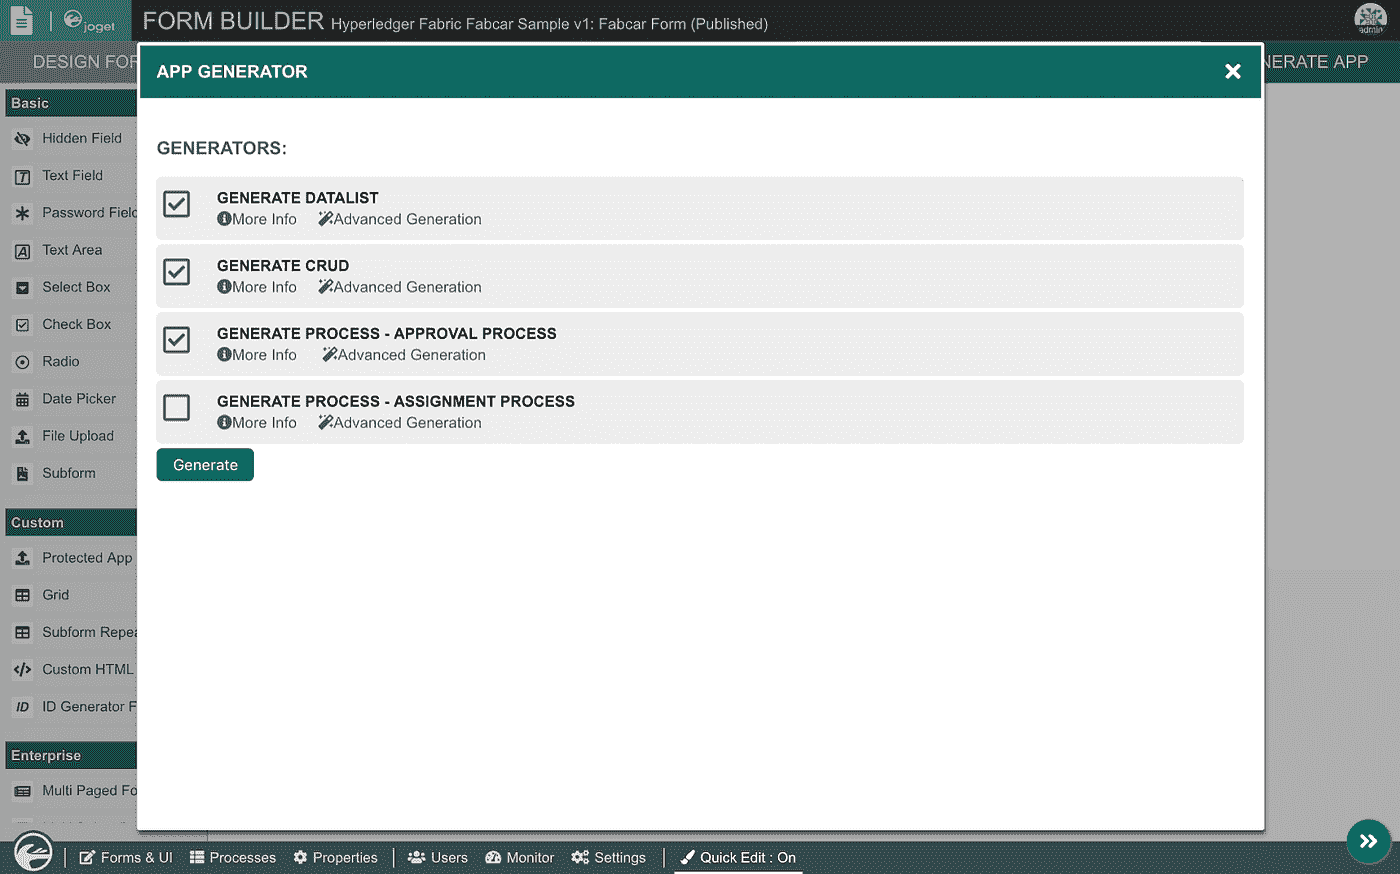 joget
FORM BUILDER Hyperledger Fabric Fabcar Sample v1: Fabcar Form (Published)
admin
DESIGN FOR
NERATE APP
APP GENERATOR
GENERATORS:
GENERATE DATALIST
More Info Advanced Generation
GENERATE CRUD
More Info Advanced Generation
GENERATE PROCESS - APPROVAL PROCESS
More Info Advanced Generation
GENERATE PROCESS - ASSIGNMENT PROCESS
More Info Advanced Generation
Generate
Basic
Hidden Field
Text Field
Password Field
Text Area
Select Box
Check Box
Radio
Date Picker
File Upload
Subform
Custom
Protected App
Grid
Subform Repea
Custom HTML
ID Generator F
Enterprise
Multi Paged Fo
Forms & UI Processes Properties Users Monitor Settings Quick Edit : On